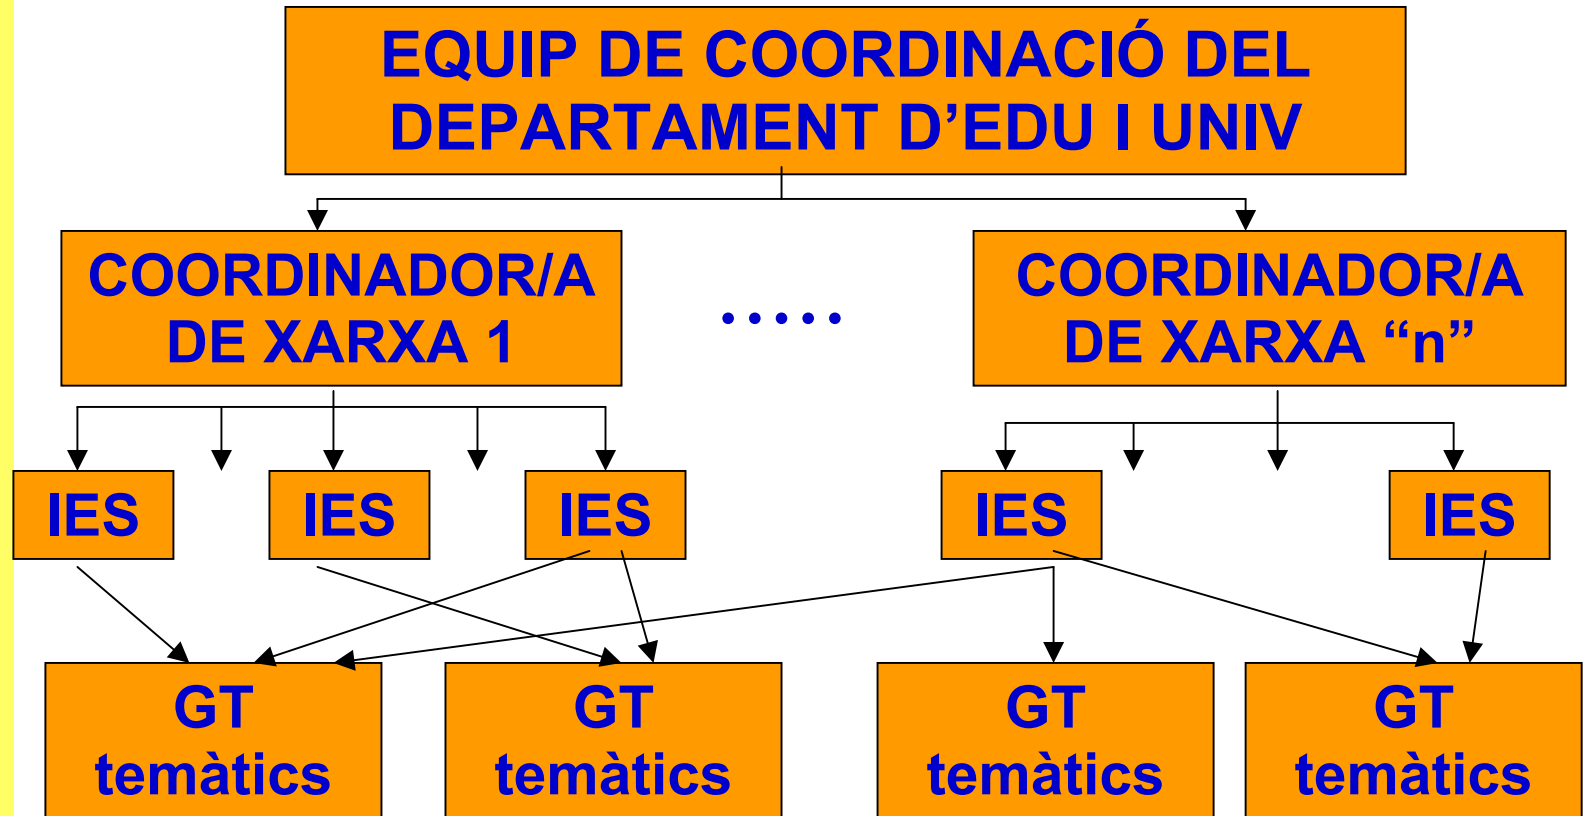 EQUIP DE COORDINACIÓ DEL
DEPARTAMENT D’EDU I UNIV
COORDINADOR/A
DE XARXA 1
.....
COORDINADOR/A
DE XARXA “n”
IES
IES
IES
IES
IES
GT
temàtics
GT
temàtics
GT
temàtics
GT
temàtics